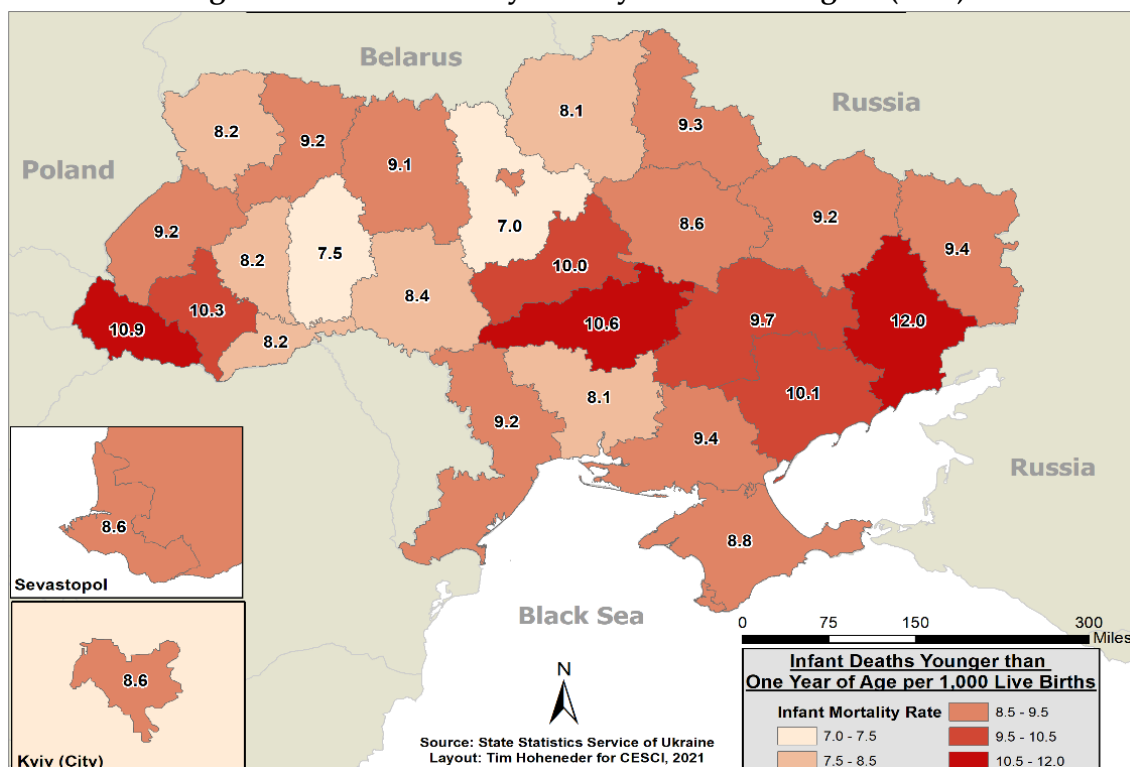 Belarus
Russia
8.1
8.2
9.3
9.2
9.1
Poland
9.2
7.0
8.6
9.2
9.4
8.2
7.5
10.0
8.4
10.3
10.9
10.6
9.7
12.0
8.2
8.1
10.1
9.2
9.4
Russia
8.6
Sevastopol
8.8
Black Sea
0 75 150 300
Miles
8.6
Kyiv (City)
N
Source: State Statistics Service of Ukraine
Layout: Tim Hoheneder for CESCI, 2021
Infant Deaths Younger than
One Year of Age per 1,000 Live Births
Infant Mortality Rate
7.0 - 7.5
7.5 - 8.5
8.5 - 9.5
9.5 - 10.5
10.5 - 12.0